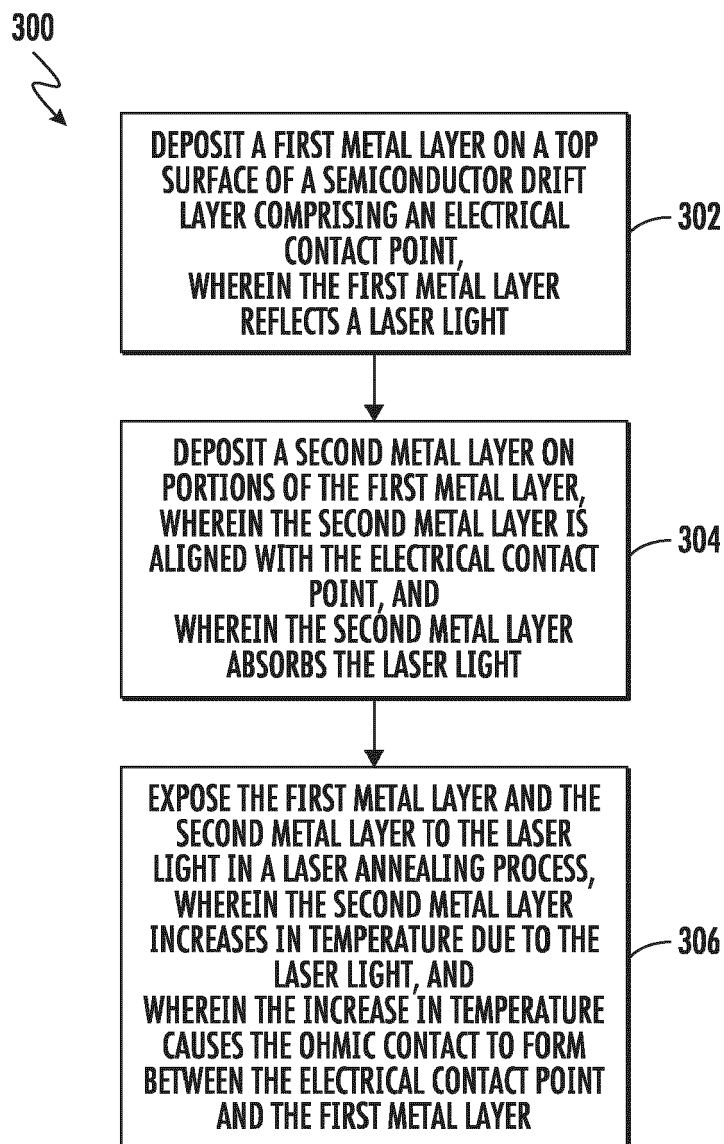 300
DEPOSIT A FIRST METAL LAYER ON A TOP
SURFACE OF A SEMICONDUCTOR DRIFT
LAYER COMPRISING AN ELECTRICAL
CONTACT POINT,
WHEREIN THE FIRST METAL LAYER
REFLECTS A LASER LIGHT
302
DEPOSIT A SECOND METAL LAYER ON
PORTIONS OF THE FIRST METAL LAYER,
WHEREIN THE SECOND METAL LAYER IS
ALIGNED WITH THE ELECTRICAL CONTACT
POINT, AND
WHEREIN THE SECOND METAL LAYER
ABSORBS THE LASER LIGHT
304
EXPOSE THE FIRST METAL LAYER AND THE
SECOND METAL LAYER TO THE LASER
LIGHT IN A LASER ANNEALING PROCESS,
WHEREIN THE SECOND METAL LAYER
INCREASES IN TEMPERATURE DUE TO THE
LASER LIGHT, AND
WHEREIN THE INCREASE IN TEMPERATURE
CAUSES THE OHMIC CONTACT TO FORM
BETWEEN THE ELECTRICAL CONTACT POINT
AND THE FIRST METAL LAYER
306